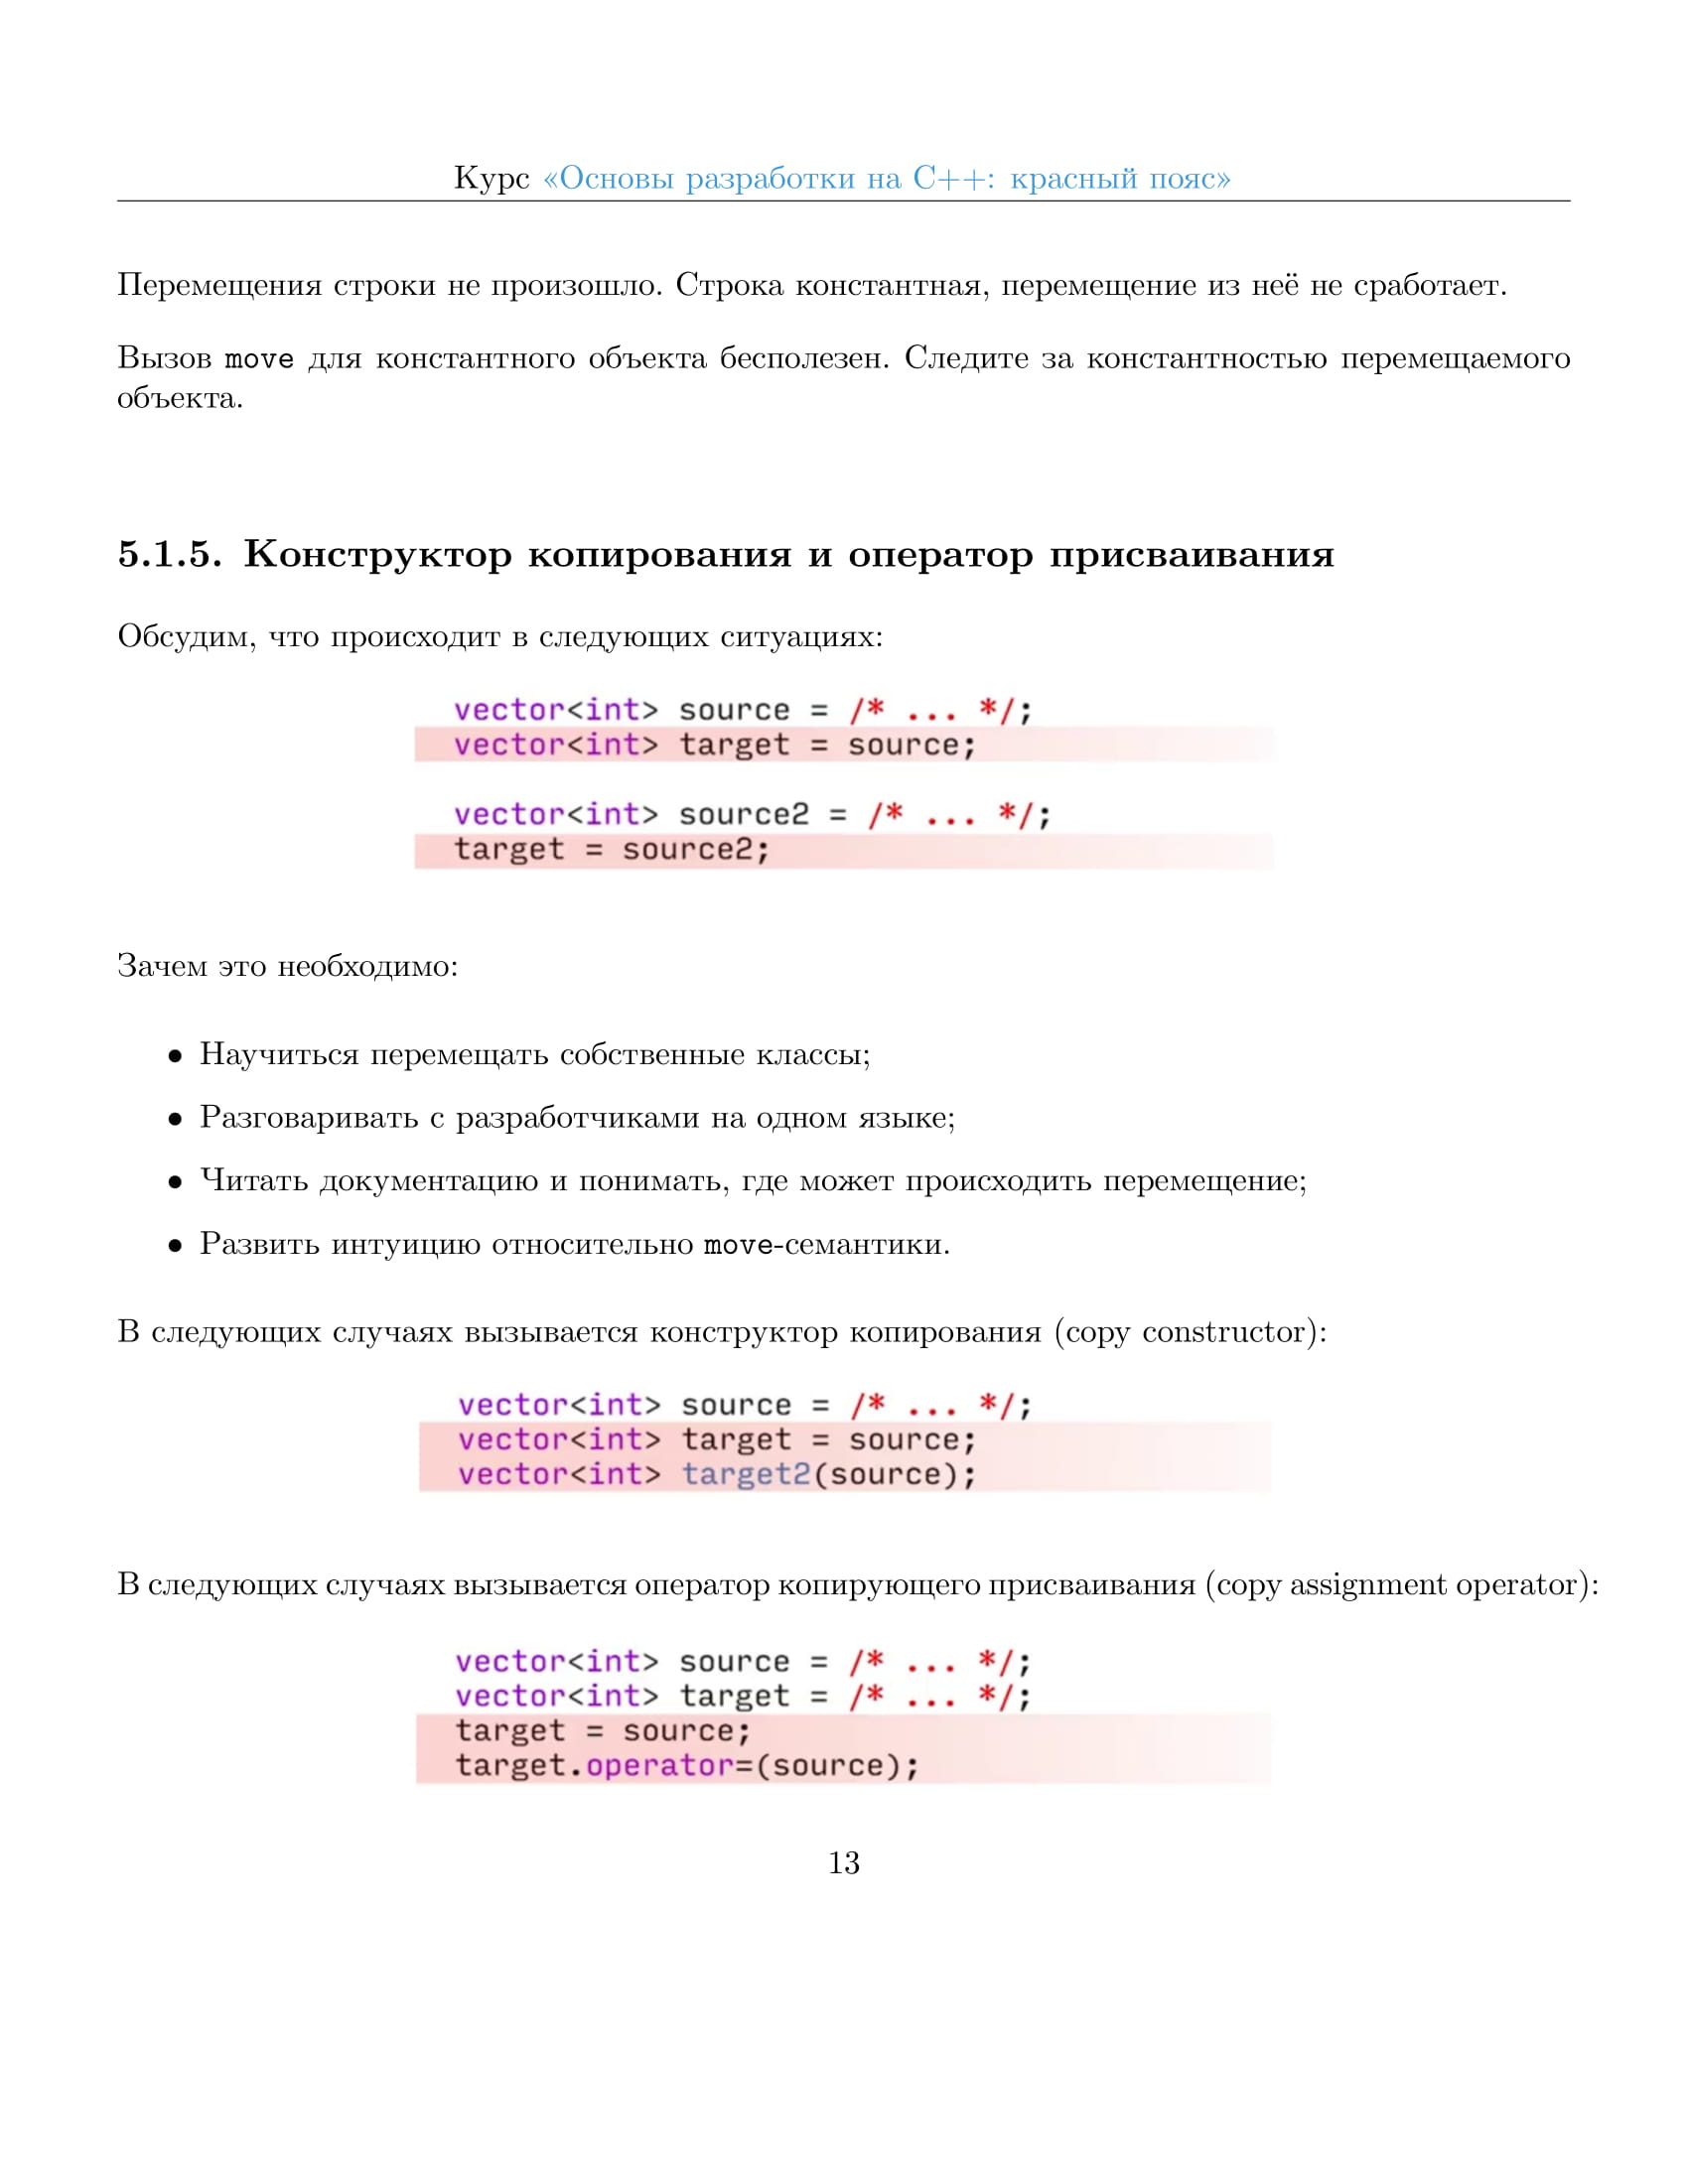 Курс «Основы разработки на C++: красный пояс»
Перемещения строки не произошло. Строка константная, перемещение из неё не сработает.
Вызов move для константного объекта бесполезен. Следите за константностью перемещаемого
объекта.
5.1.5. Конструктор копирования и оператор присваивания
Обсудим, что происходит в следующих ситуациях:
vector<int> source = /* ... */;
vector<int> target = source;
vector<int> source2 = /* ... */;
target = source2;
Зачем это необходимо:
• Научиться перемещать собственные классы;
• Разговаривать с разработчиками на одном языке;
• Читать документацию и понимать, где может происходить перемещение;
• Развить интуицию относительно move-семантики.
В следующих случаях вызывается конструктор копирования (copy constructor):
vector<int> source = /* ... */;
vector<int> target = source;
vector<int> target2(source);
В следующих случаях вызывается оператор копирующего присваивания (copy assignment operator):
vector<int> source = /* ... */;
vector<int> target = /* ... */;
target = source;
target.operator=(source);
13